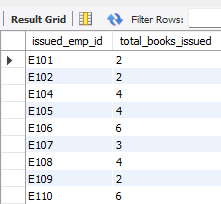 Result Grid Filter Rows:
issued_emp_id total_books_issued
E101 2
E102 2
E104 4
E105 4
E106 6
E107 3
E108 4
E109 2
E110 6